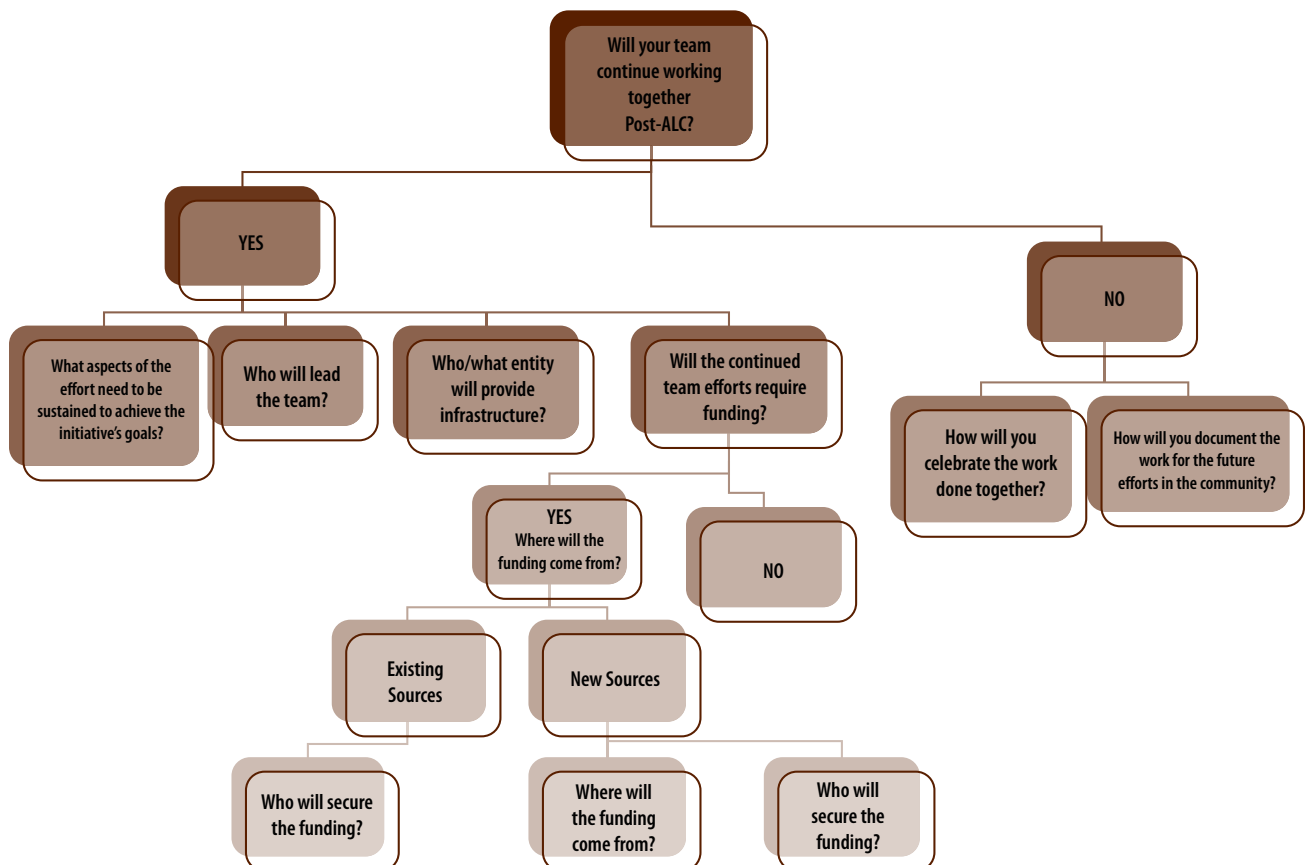 Will your team
continue working
together
Post-ALC?
YES
NO
What aspects of the
effort need to be
sustained to achieve the
initiative's goals?
Who will lead
the team?
Who/what entity
will provide
infrastructure?
Will the continued
team efforts require
funding?
How will you
celebrate the work
done together?
How will you document the
work for the future
efforts in the community?
YES
Where will the
funding come from?
NO
Existing
Sources
New Sources
Who will secure
the funding?
Where will
the funding
come from?
Who will
secure the
funding?